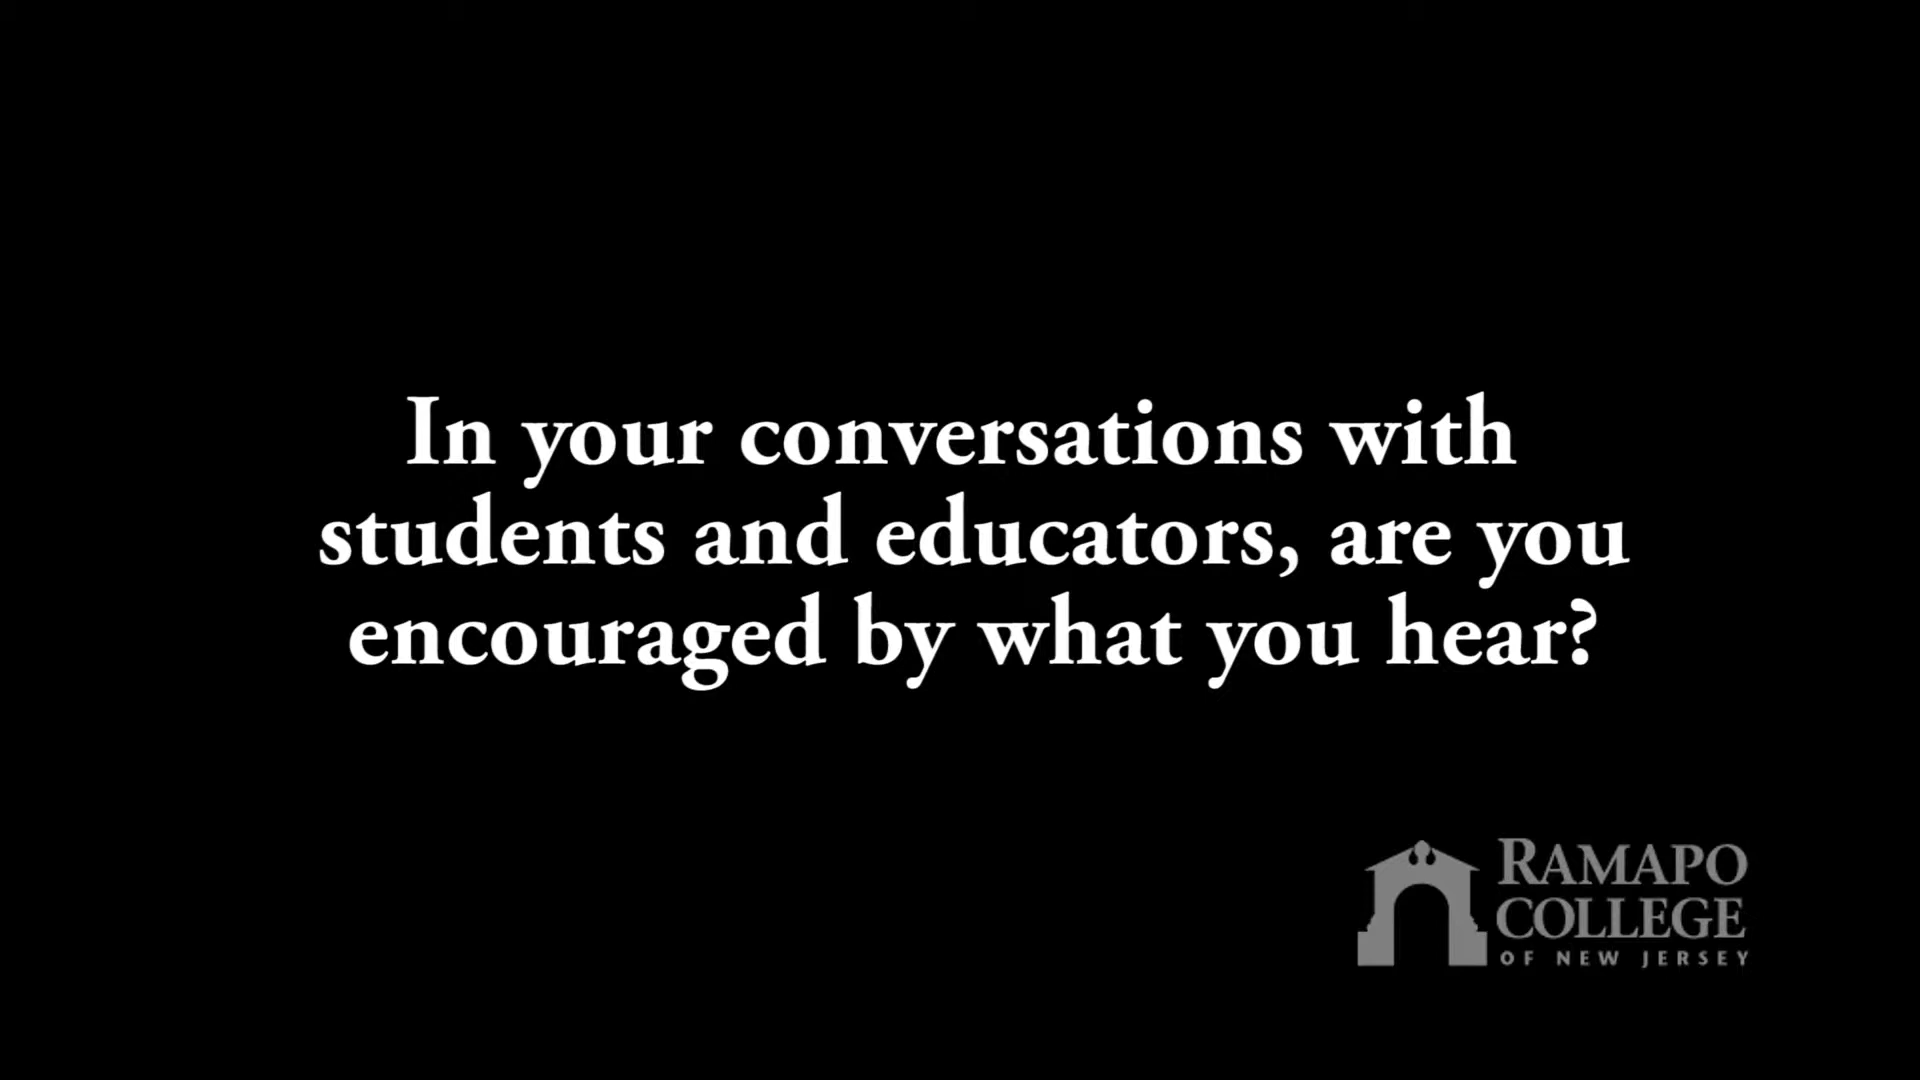 In your conversations with
students and educators, are you
encouraged by what you hear?
RAMAPO
COLLEGE
OF NEW JERSEY